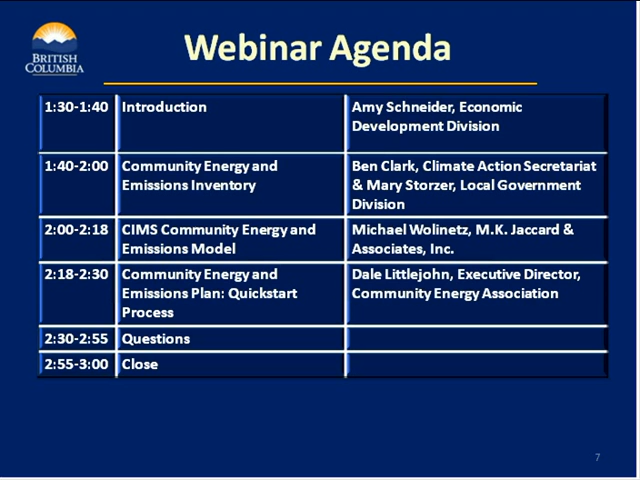 BRITISH
COLUMBIA
Webinar Agenda
1:30-1:40 Introduction Amy Schneider, Economic
Development Division
1:40-2:00 Community Energy and Ben Clark, Climate Action Secretariat
Emissions Inventory & Mary Storzer, Local Government
Division
2:00-2:18 CIMS Community Energy and Michael Wolinetz, M.K. Jaccard &
Emissions Model Associates, Inc.
2:18-2:30 Community Energy and Dale Littlejohn, Executive Director,
Emissions Plan: Quickstart Community Energy Association
Process
2:30-2:55 Questions
2:55-3:00 Close
7